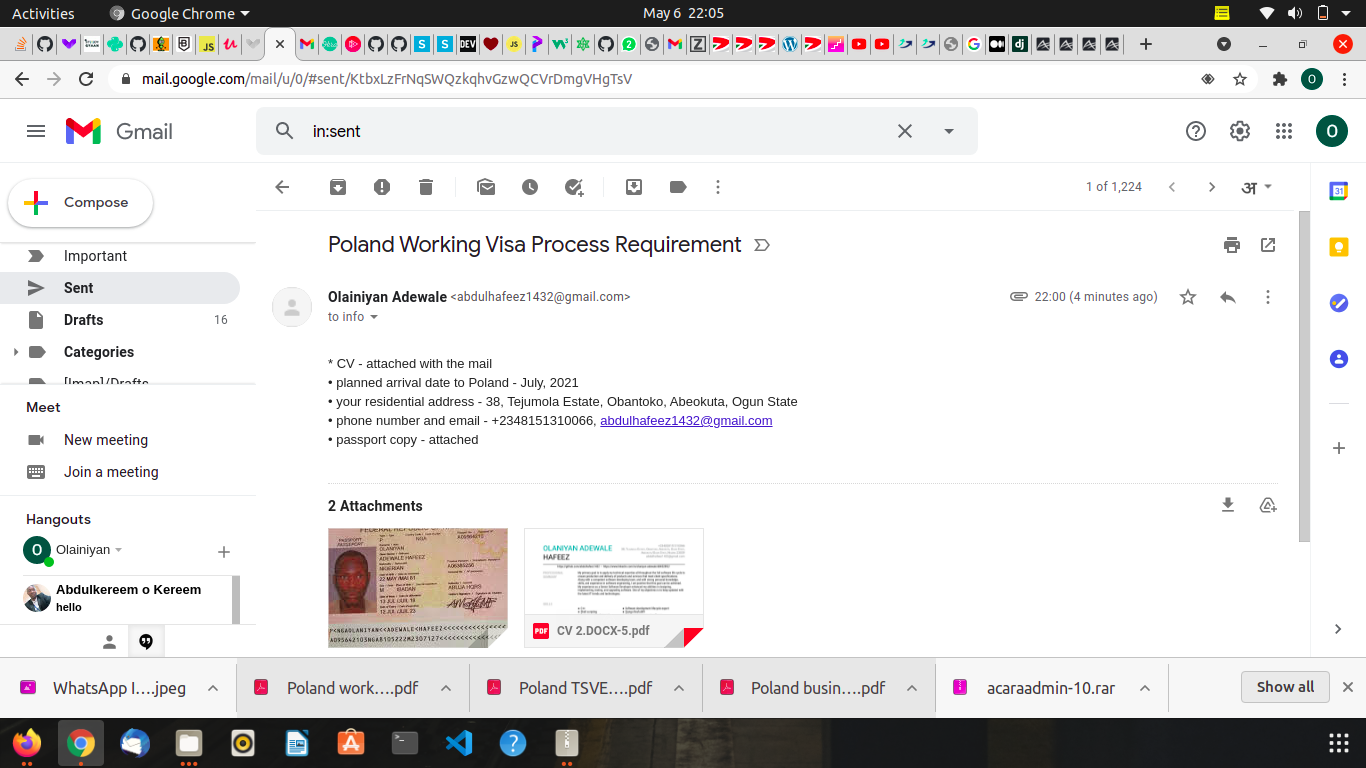 Activities
Google Chrome
May 6 22:05
mail.google.com/mail/u/0/#sent/KtbxLzFrNqSWQzkqhvGzwQCVrDmgVHgTsV
O
Gmail
in:sent
O
Compose
1 of 1,224
अ
Important
Sent
Drafts 16
Categories
[Imap]/Drafts
Meet
New meeting
Join a meeting
Hangouts
O Olainiyan
Abdulkereem o Kereem
hello
Poland Working Visa Process Requirement
Olainiyan Adewale <abdulhafeez1432@gmail.com>
22:00 (4 minutes ago)
to info
* CV - attached with the mail
• planned arrival date to Poland - July, 2021
• your residential address - 38, Tejumola Estate, Obantoko, Abeokuta, Ogun State
• phone number and email - +2348151310066, abdulhafeez1432@gmail.com
• passport copy - attached
2 Attachments
OLANIYAN
ADEWALE HAFEEZ
NIGERIAN
OLANIYAN ADEWALE
HAFEEZ
PDF CV 2.DOCX-5.pdf
31
WhatsApp I....jpeg
Poland work....pdf
Poland TSVE....pdf
Poland busin....pdf
acaraadmin-10.rar
Show all